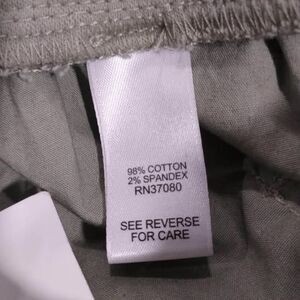 98% COTTON
2% SPANDEX
RN37080
SEE REVERSE
FOR CARE